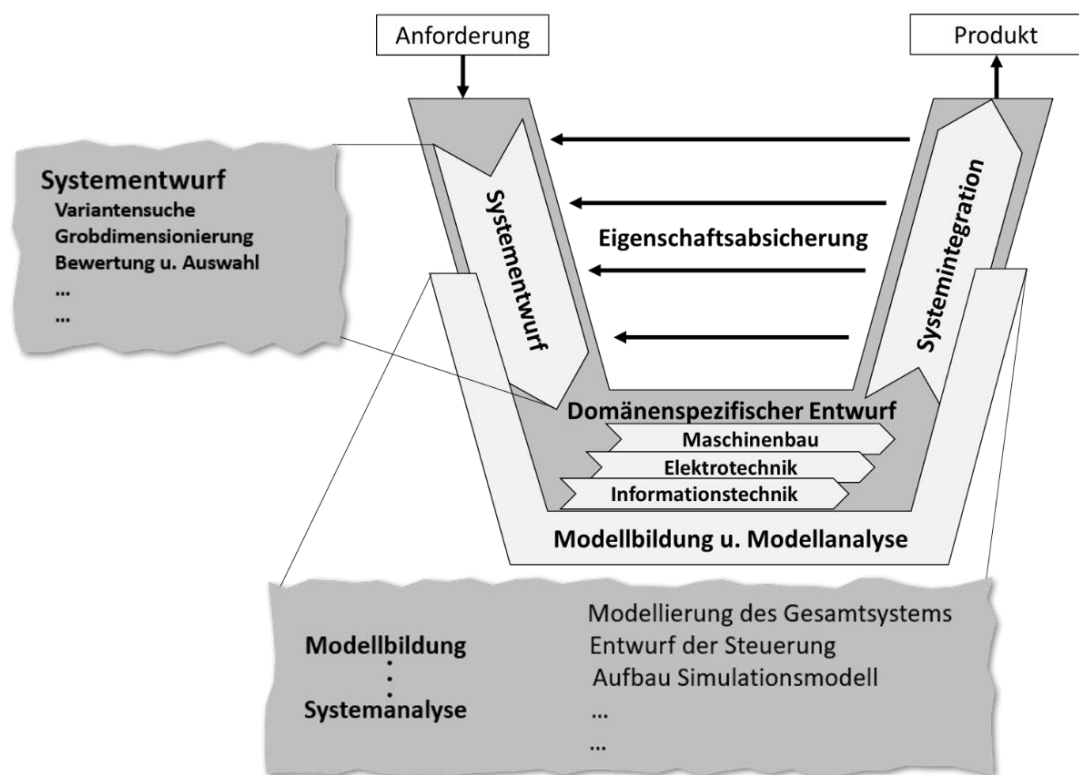 Anforderung
Produkt
Systementwurf
Variantensuche
Grobdimensionierung
Bewertung u. Auswahl
...
...
Systementwurf
Eigenschaftsabsicherung
Systemintegration
Domänenspezifischer Entwurf
Maschinenbau
Elektrotechnik
Informationstechnik
Modellbildung u. Modellanalyse
Modellbildung
Systemanalyse
Modellierung des Gesamtsystems
Entwurf der Steuerung
Aufbau Simulationsmodell
...
...